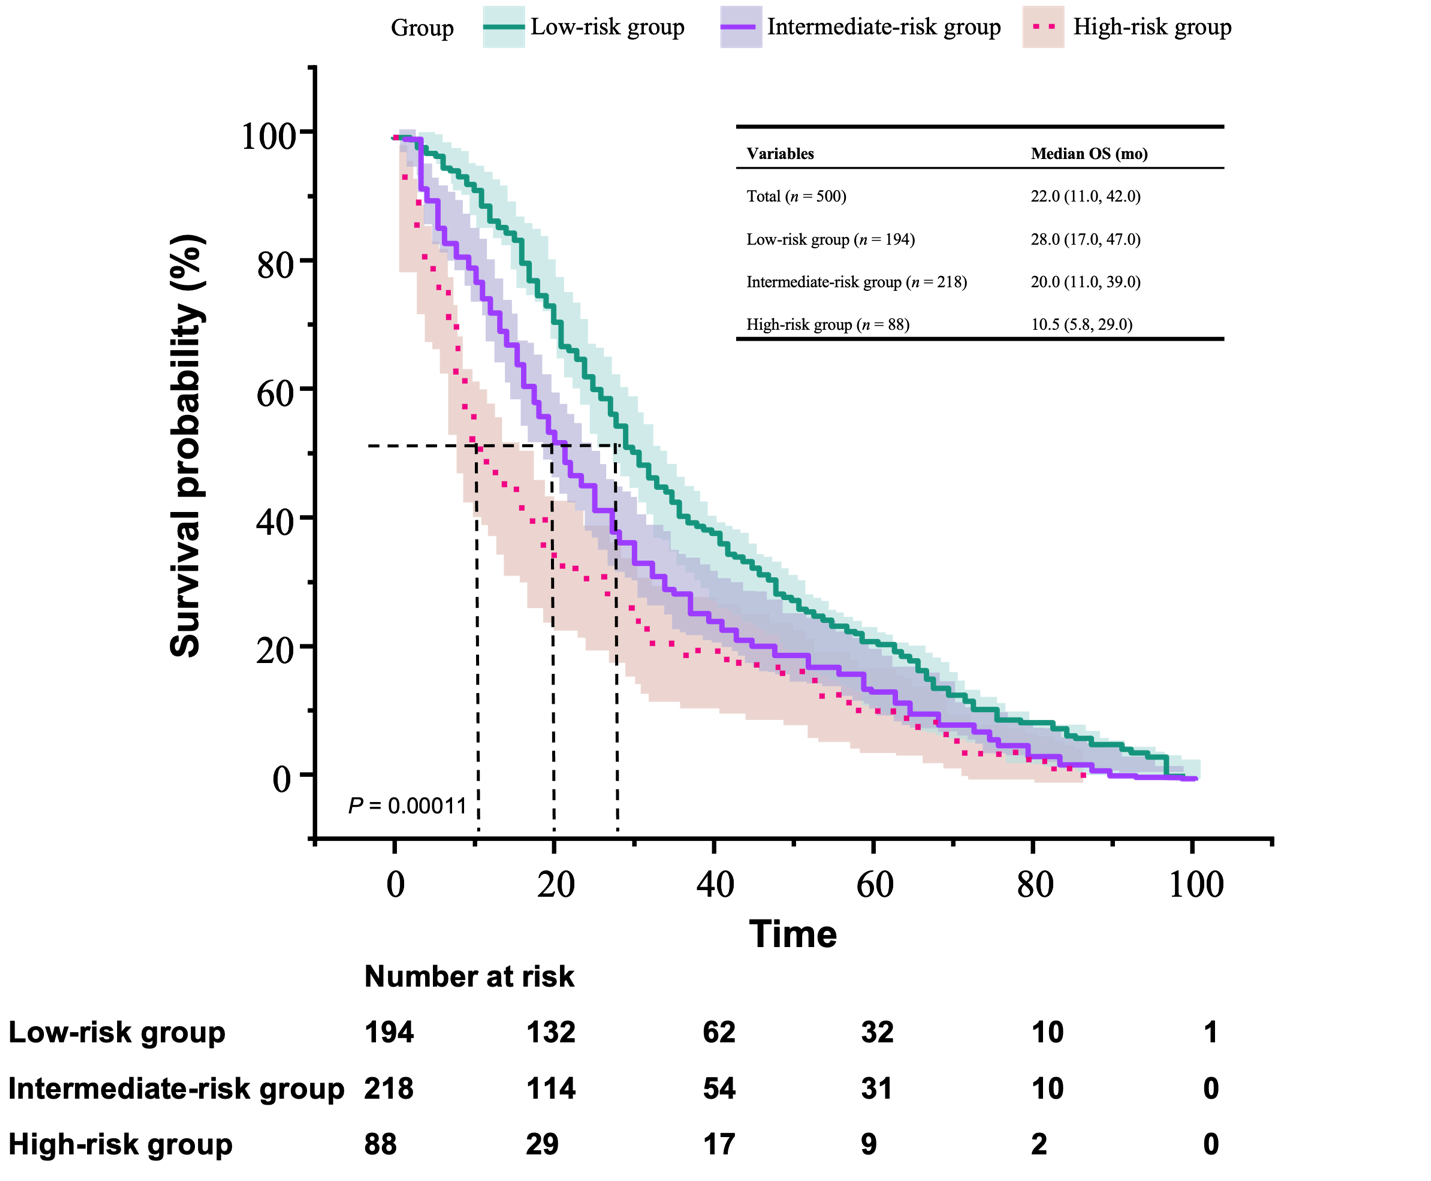 Group Low-risk group Intermediate-risk group High-risk group
Survival probability (%)
100
80
60
40
20
0
Variables Median OS (mo)
Total (n = 500) 22.0 (11.0, 42.0)
Low-risk group (n = 194) 28.0 (17.0, 47.0)
Intermediate-risk group (n = 218) 20.0 (11.0, 39.0)
High-risk group (n = 88) 10.5 (5.8, 29.0)
P = 0.00011
0 20 40 60 80 100
Time
Number at risk
Low-risk group 194 132 62 32 10 1
Intermediate-risk group 218 114 54 31 10 0
High-risk group 88 29 17 9 2 0